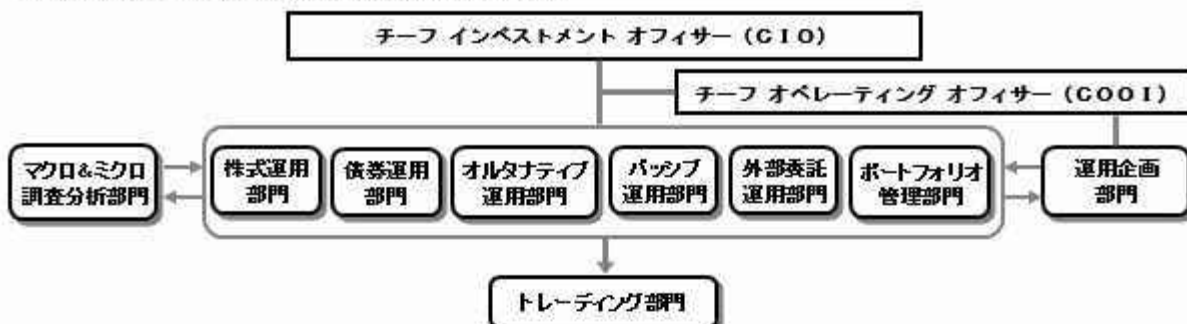 チーフ インベストメント オフィサー (CIO)
チーフ オペレーティング オフィサー (COOI)
マクロ&ミクロ
調査分析部門
株式運用
部門
債券運用
部門
オルタナティブ
運用部門
パッシブ
運用部門
外部委託
運用部門
ポートフォリオ
管理部門
運用企画
部門
トレーディング部門